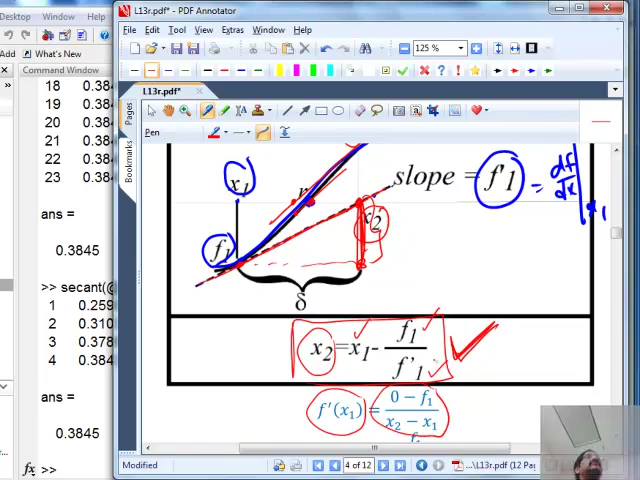 Window
L13r.pdf* - PDF Annotator
File Edit Tools View Extras Window Help
125 %
Add What's New
Command Window
L13r.pdf*
Pen
Pages
Bookmarks
18 0.384
19 0.384
20 0.384
21 0.384
22 0.384
23 0.384
ans =
0.3845
>> secant(@
1 0.259
2 0.310
3 0.378
4 0.384
ans =
0.3845
fx >>
x1
r
x2
f1
δ
slope = f'1 = df/dx | x1
x2=x1- f1/f'1
f'(x1) = 0 − f1 / x2 − x1
Modified
4 of 12
L13r.pdf (12 Pag